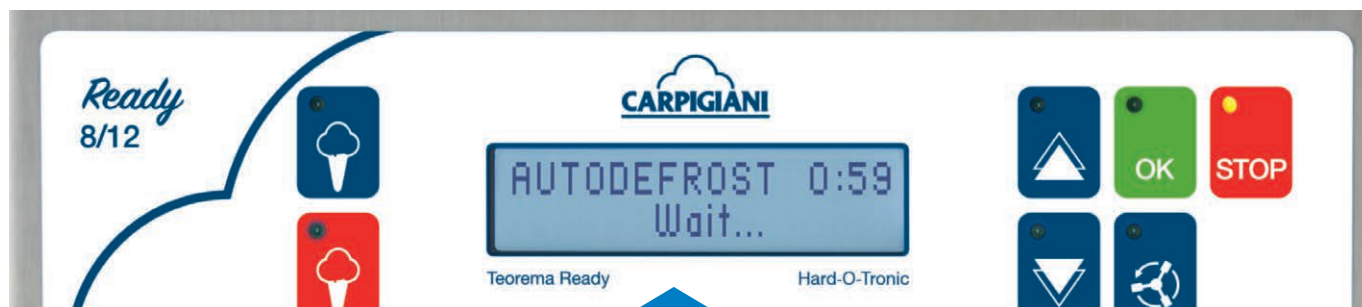 Ready
8/12
CARPIGIANI
AUTODEFROST 0:59
Wait...
Teorema Ready
Hard-O-Tronic
OK
STOP